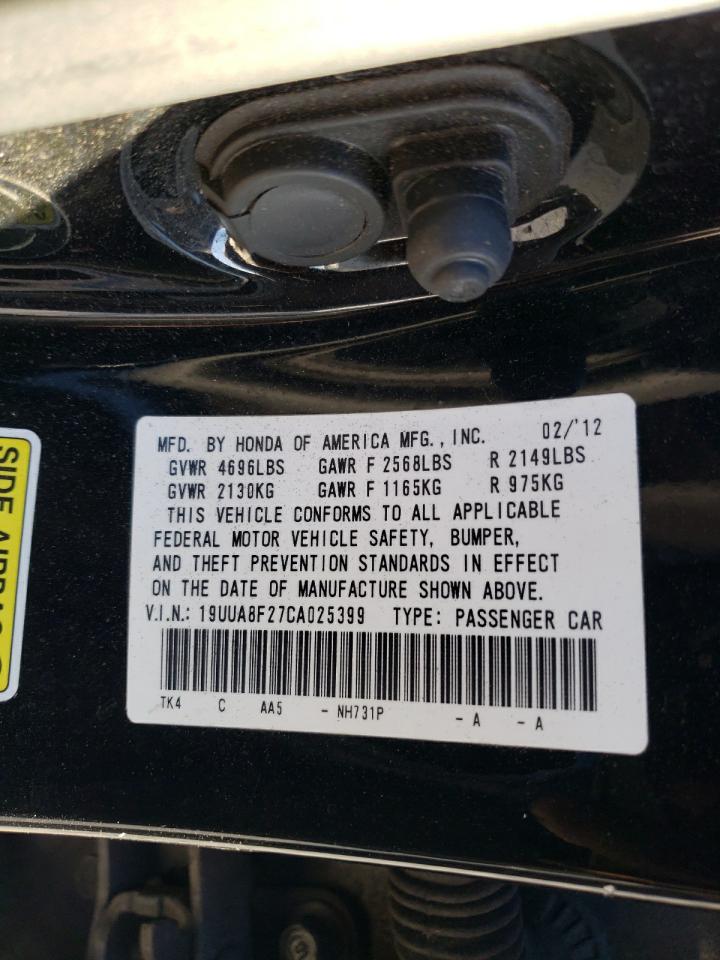 MFD. BY HONDA OF AMERICA MFG., INC. 02/'12
GVWR 4696LBS GAWR F 2568LBS R 2149LBS
GVWR 2130KG GAWR F 1165KG R 975KG
THIS VEHICLE CONFORMS TO ALL APPLICABLE
FEDERAL MOTOR VEHICLE SAFETY, BUMPER,
AND THEFT PREVENTION STANDARDS IN EFFECT
ON THE DATE OF MANUFACTURE SHOWN ABOVE.
V.I.N.: 19UUA8F27CA025399 TYPE: PASSENGER CAR
TK4 C AA5 - NH731P - A - A
SIDE